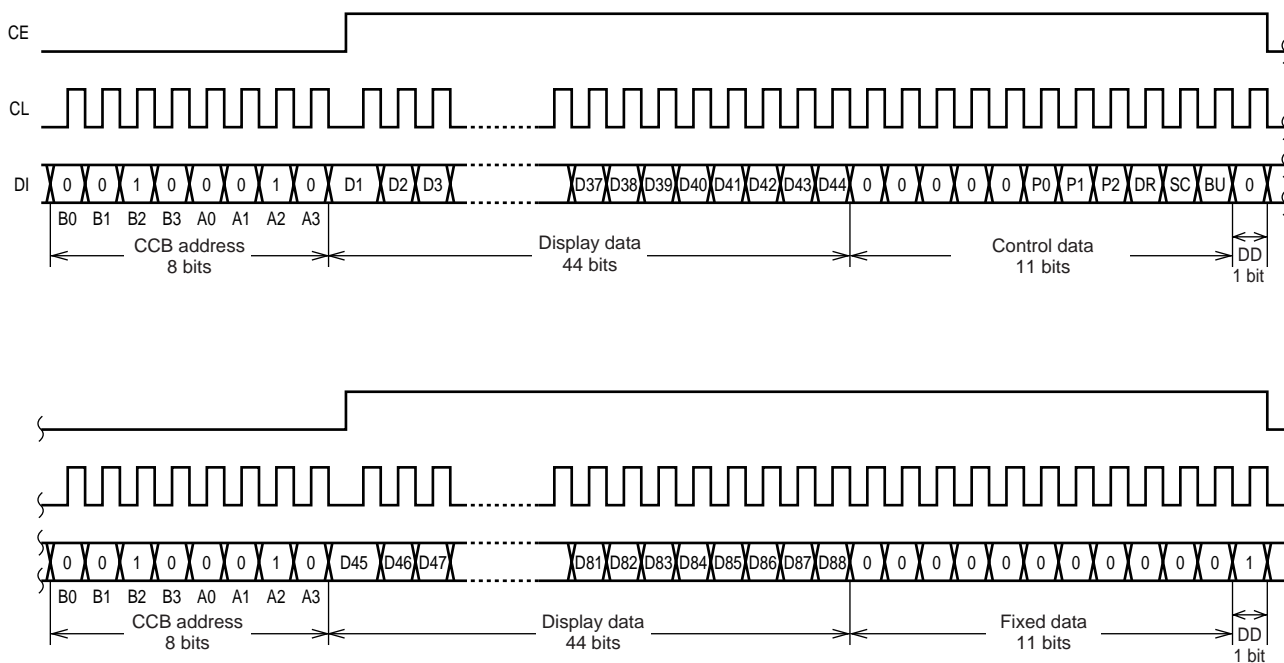 CE
CL
DI 0 0 1 0 0 0 1 0 D1 D2 D3 D37 D38 D39 D40 D41 D42 D43 D44 0 0 0 0 0 P0 P1 P2 DR SC BU 0
B0 B1 B2 B3 A0 A1 A2 A3
CCB address Display data Control data DD
8 bits 44 bits 11 bits 1 bit
0 0 1 0 0 0 1 0 D45 D46 D47 D81 D82 D83 D84 D85 D86 D87 D88 0 0 0 0 0 0 0 0 0 0 0 1
B0 B1 B2 B3 A0 A1 A2 A3
CCB address Display data Fixed data DD
8 bits 44 bits 11 bits 1 bit